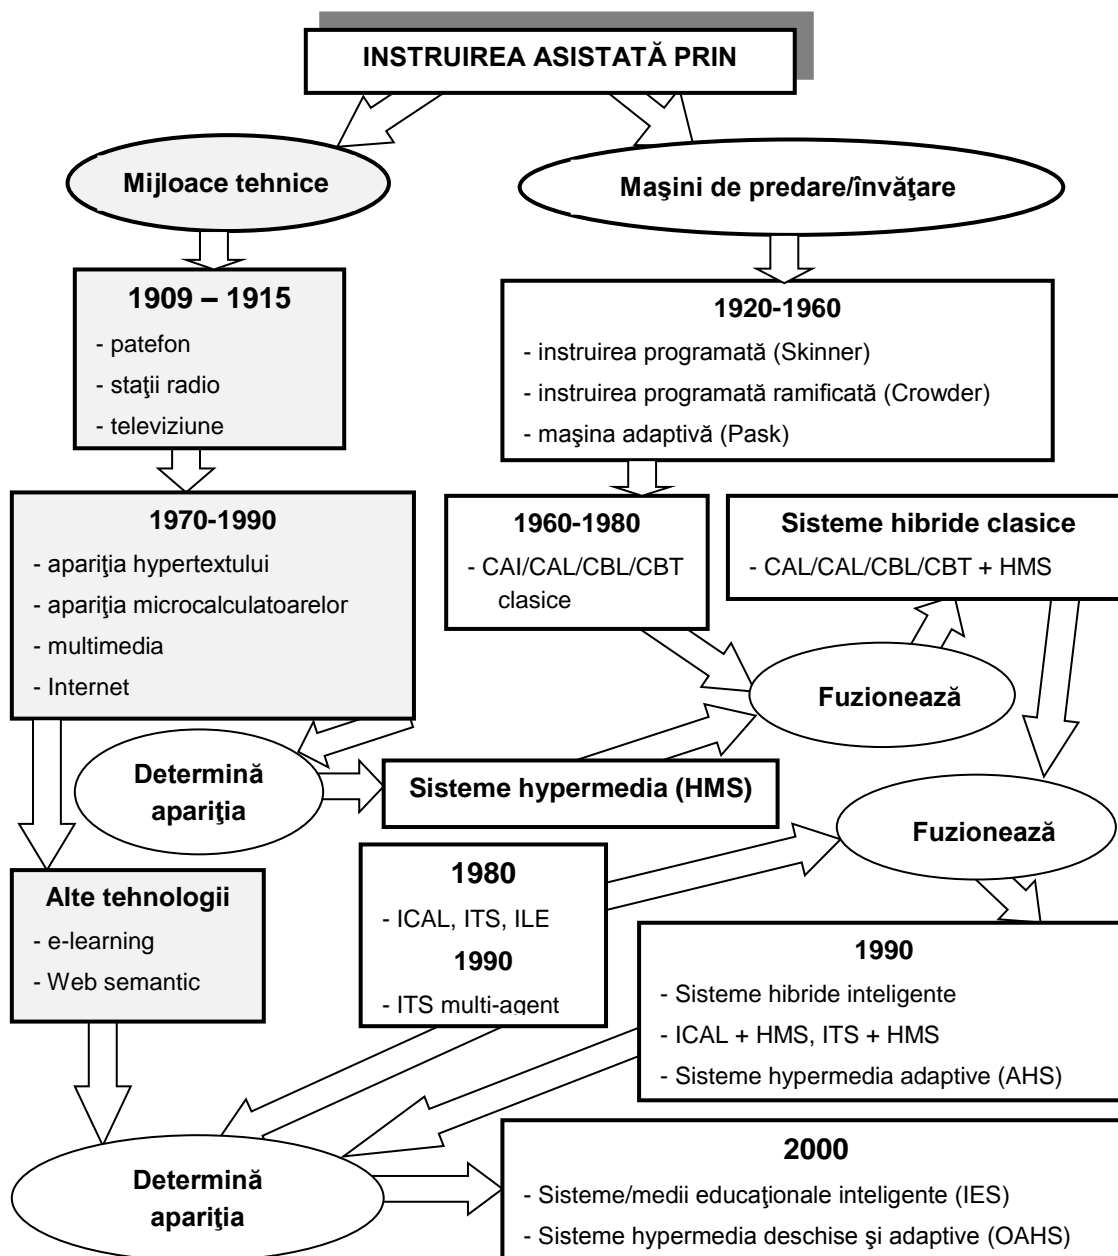 INSTRUIREA ASISTATĂ PRIN
Mijloace tehnice
Maşini de predare/învăţare
1909 – 1915
- patefon
- staţii radio
- televiziune
1920-1960
- instruirea programată (Skinner)
- instruirea programată ramificată (Crowder)
- maşina adaptivă (Pask)
1970-1990
- apariţia hypertextului
- apariţia microcalculatoarelor
- multimedia
- Internet
1960-1980
- CAI/CAL/CBL/CBT
clasice
Sisteme hibride clasice
- CAL/CAL/CBL/CBT + HMS
Fuzionează
Determină
apariţia
Sisteme hypermedia (HMS)
Fuzionează
Alte tehnologii
- e-learning
- Web semantic
1980
- ICAL, ITS, ILE
1990
- ITS multi-agent
1990
- Sisteme hibride inteligente
- ICAL + HMS, ITS + HMS
- Sisteme hypermedia adaptive (AHS)
Determină
apariţia
2000
- Sisteme/medii educaţionale inteligente (IES)
- Sisteme hypermedia deschise şi adaptive (OAHS)